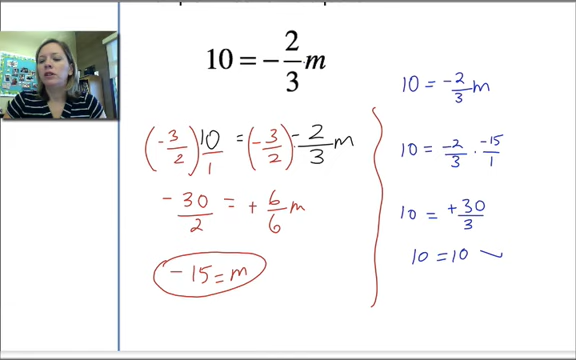 10 = -2/3 m
(-3/2) 10/1 = (-3/2) · -2/3 m
-30/2 = +6/6 m
-15 = m
10 = -2/3 m
10 = -2/3 · -15/1
10 = +30/3
10 = 10